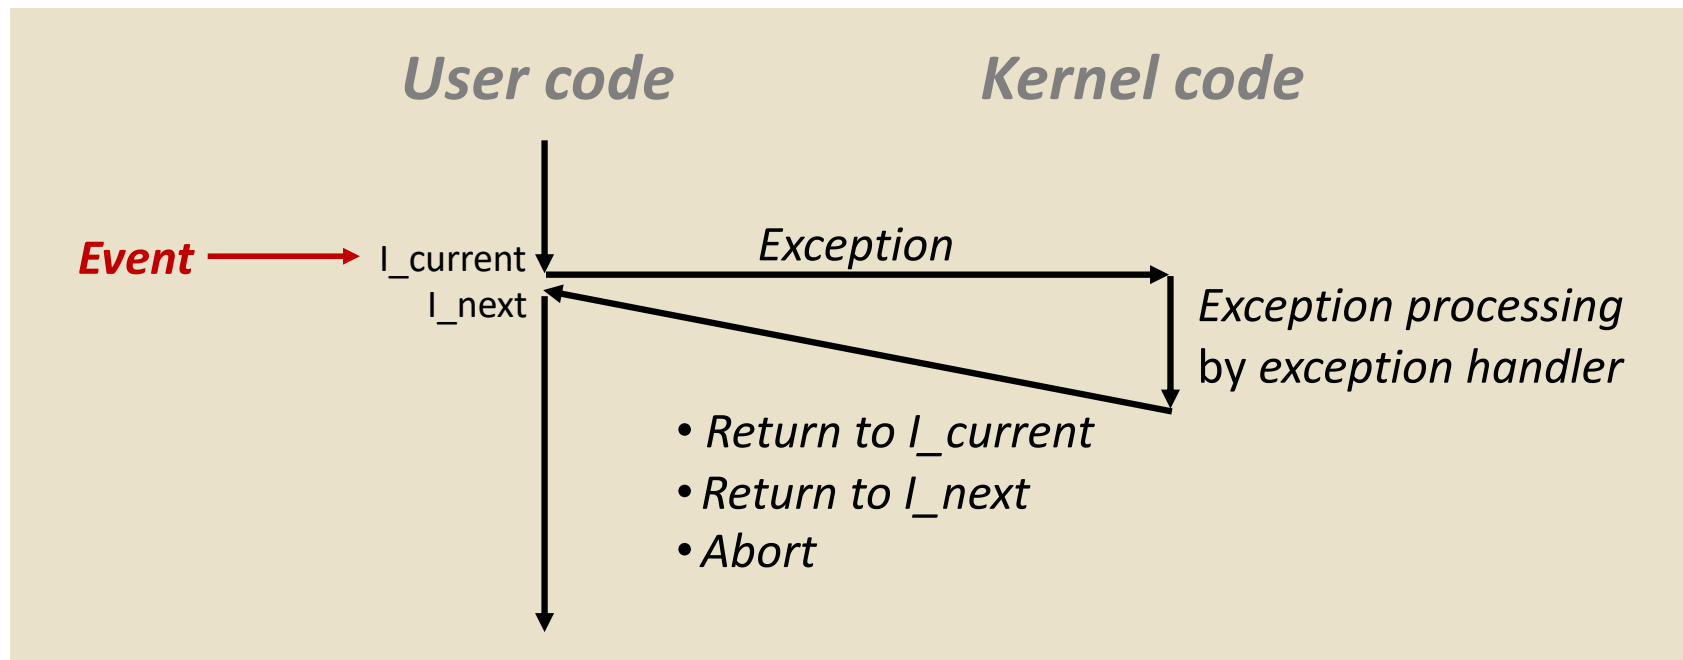 User code
Kernel code
Event
I_current
Exception
I_next
Exception processing
by exception handler
• Return to I_current
• Return to I_next
• Abort